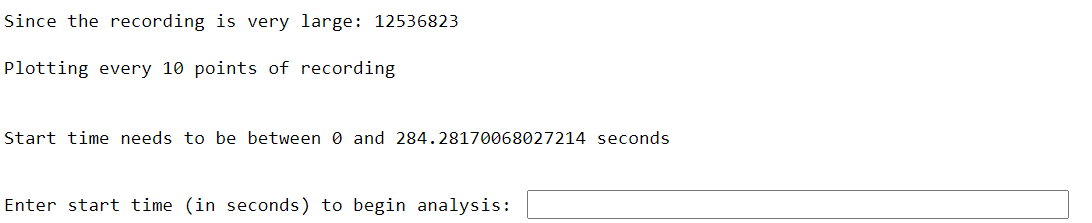 Since the recording is very large: 12536823
Plotting every 10 points of recording
Start time needs to be between 0 and 284.28170068027214 seconds
Enter start time (in seconds) to begin analysis: